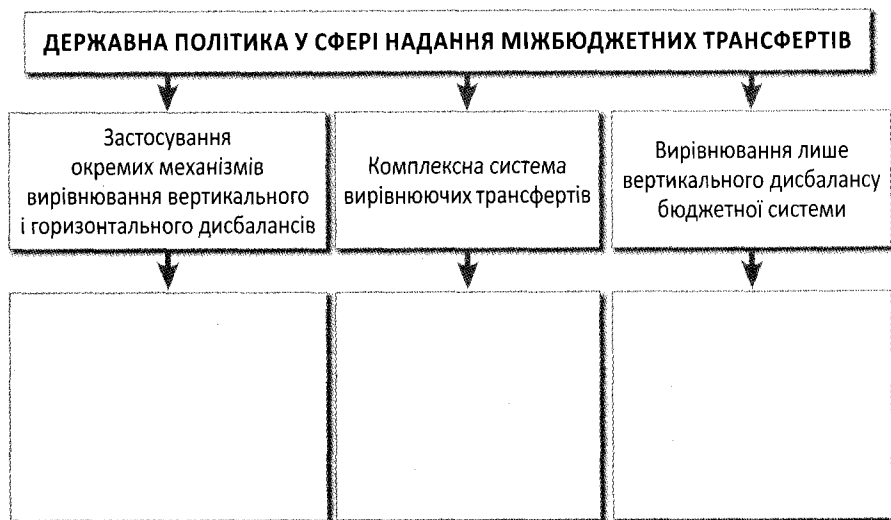 ДЕРЖАВНА ПОЛІТИКА У СФЕРІ НАДАННЯ МІЖБЮДЖЕТНИХ ТРАНСФЕРТІВ
Застосування
окремих механізмів
вирівнювання вертикального
і горизонтального дисбалансів
Комплексна система
вирівнюючих трансфертів
Вирівнювання лише
вертикального дисбалансу
бюджетної системи